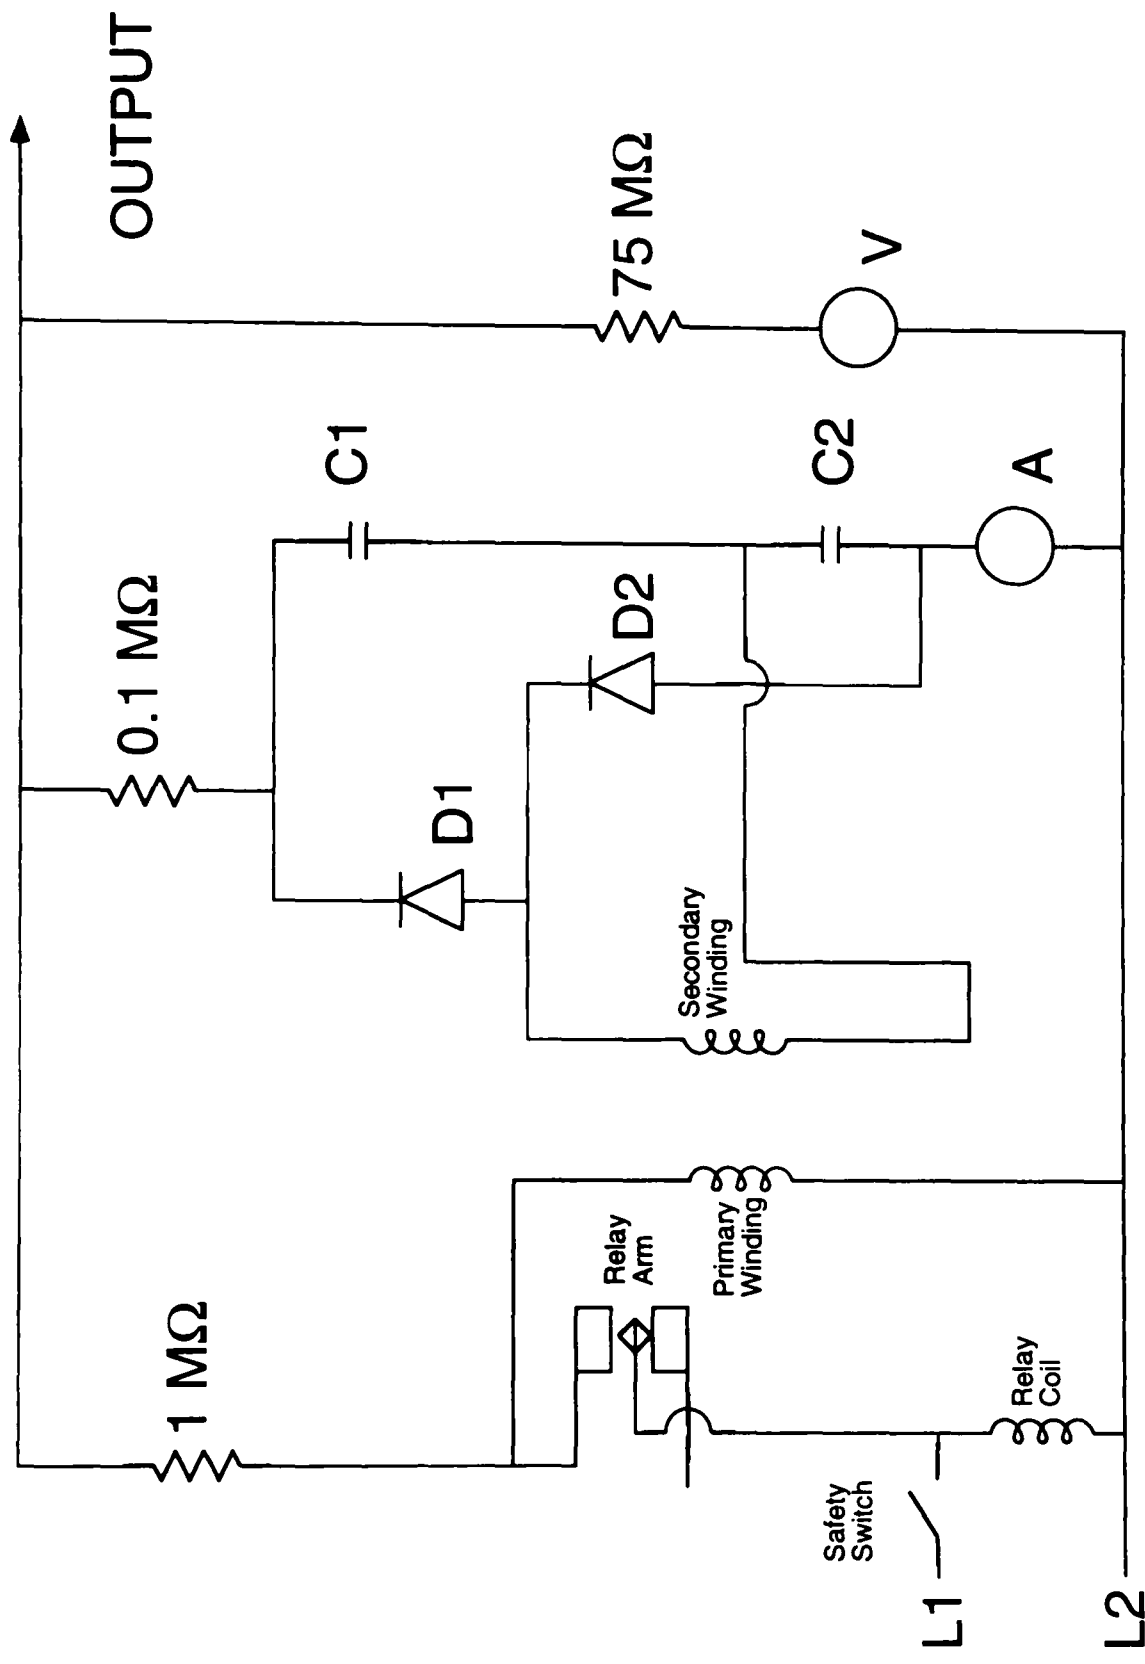 OUTPUT
1 MΩ
0.1 MΩ
75 MΩ
C1
D1
D2
C2
V
A
Secondary
Winding
Relay
Arm
Primary
Winding
Relay
Coil
Safety
Switch
L1
L2